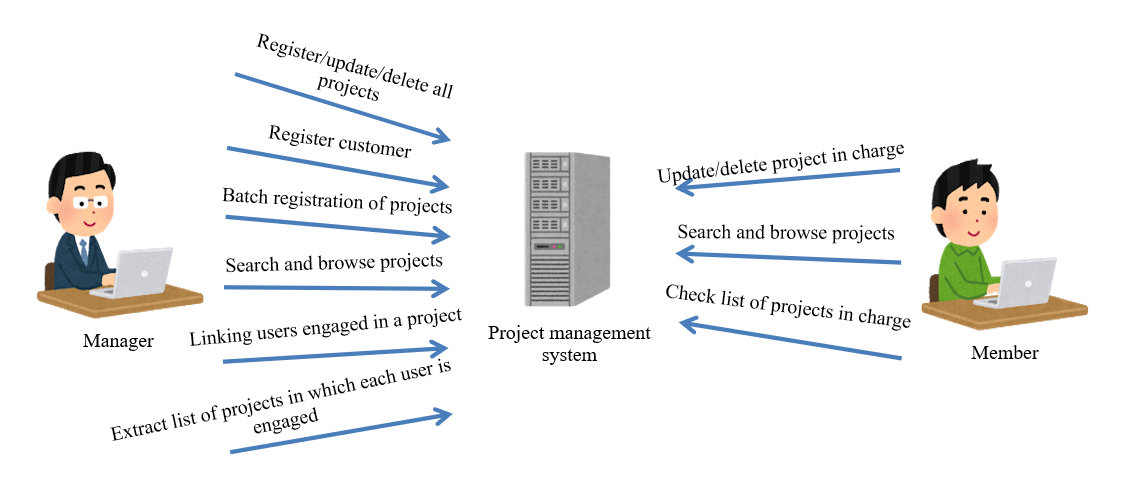 Register/update/delete all
projects
Register customer
Batch registration of projects
Search and browse projects
Linking users engaged in a project
Extract list of projects in which each user is
engaged
Manager
Project management
system
Update/delete project in charge
Search and browse projects
Check list of projects in charge
Member